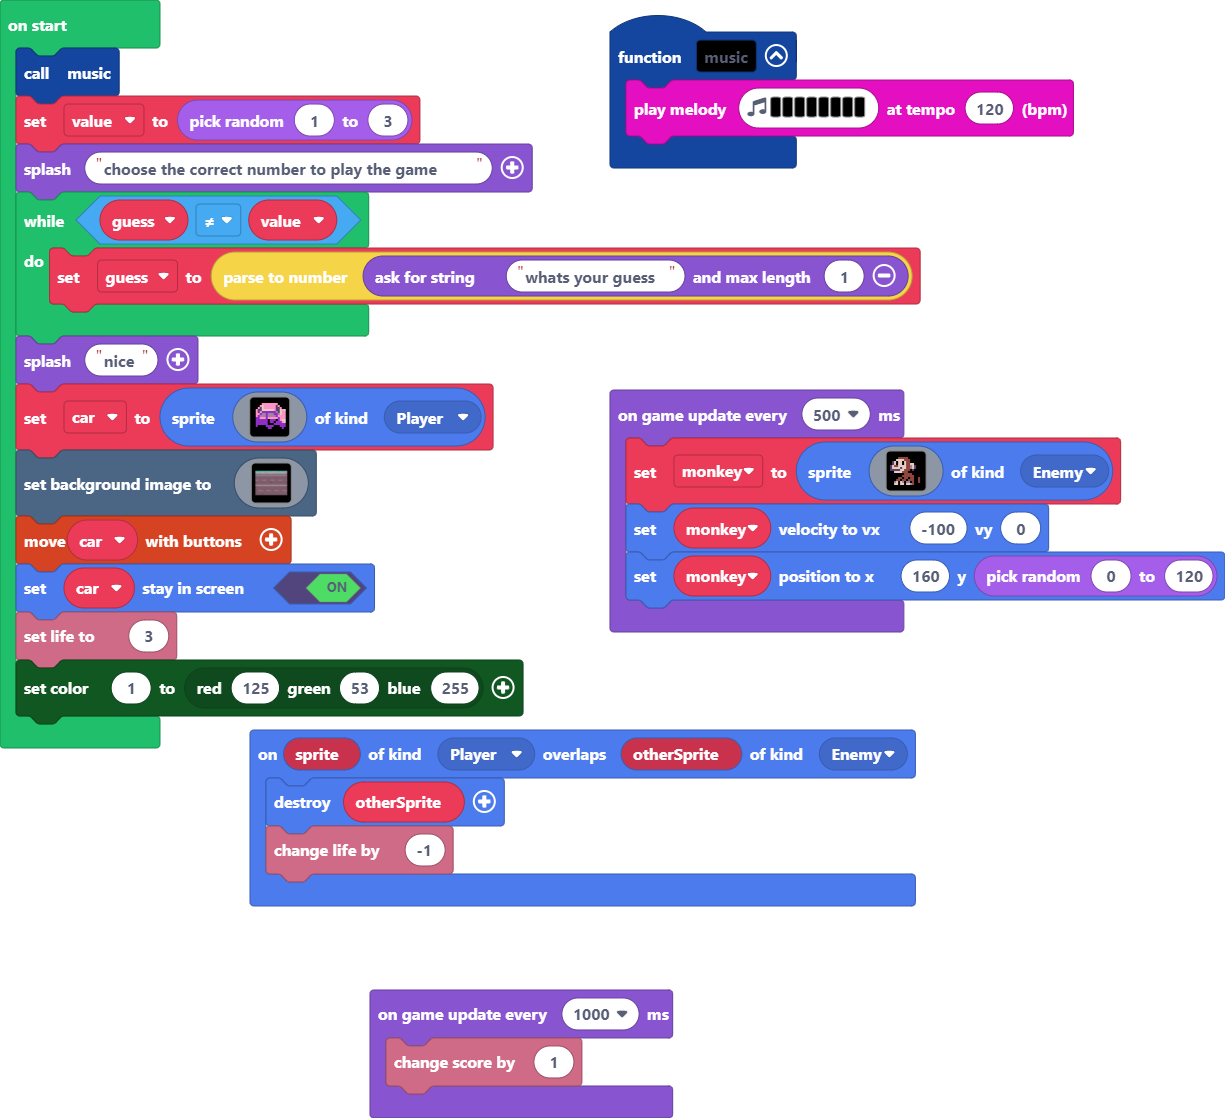 on start
call music
set value to pick random 1 to 3
splash "choose the correct number to play the game"
while guess ≠ value
do set guess to parse to number ask for string "whats your guess" and max length 1
splash "nice"
set car to sprite of kind Player
set background image to
move car with buttons
set car stay in screen ON
set life to 3
set color 1 to red 125 green 53 blue 255
function music
play melody at tempo 120 (bpm)
on game update every 500 ms
set monkey to sprite of kind Enemy
set monkey velocity to vx -100 vy 0
set monkey position to x 160 y pick random 0 to 120
on sprite of kind Player overlaps otherSprite of kind Enemy
destroy otherSprite
change life by -1
on game update every 1000 ms
change score by 1